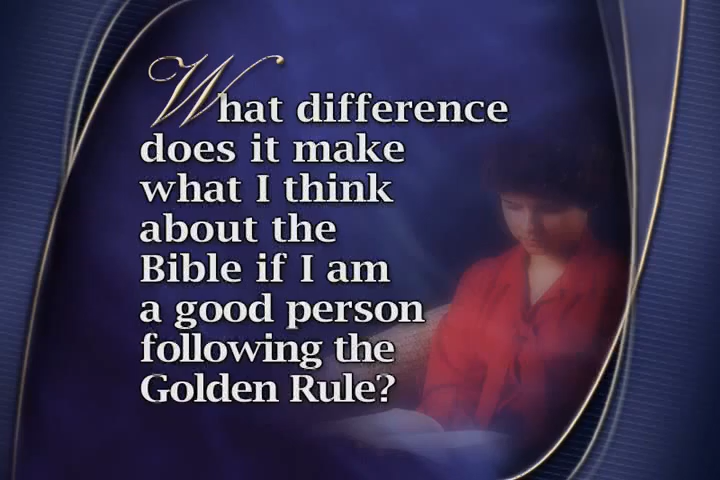 What difference
does it make
what I think
about the
Bible if I am
a good person
following the
Golden Rule?